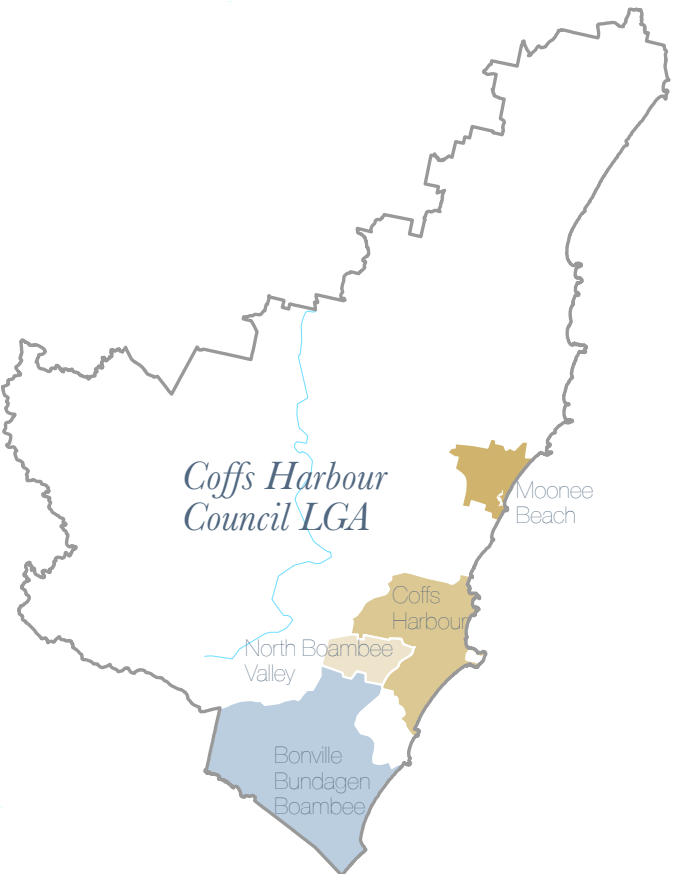 Coffs Harbour
Council LGA
Moonee
Beach
Coffs
Harbour
North Boambee
Valley
Bonville
Bundagen
Boambee